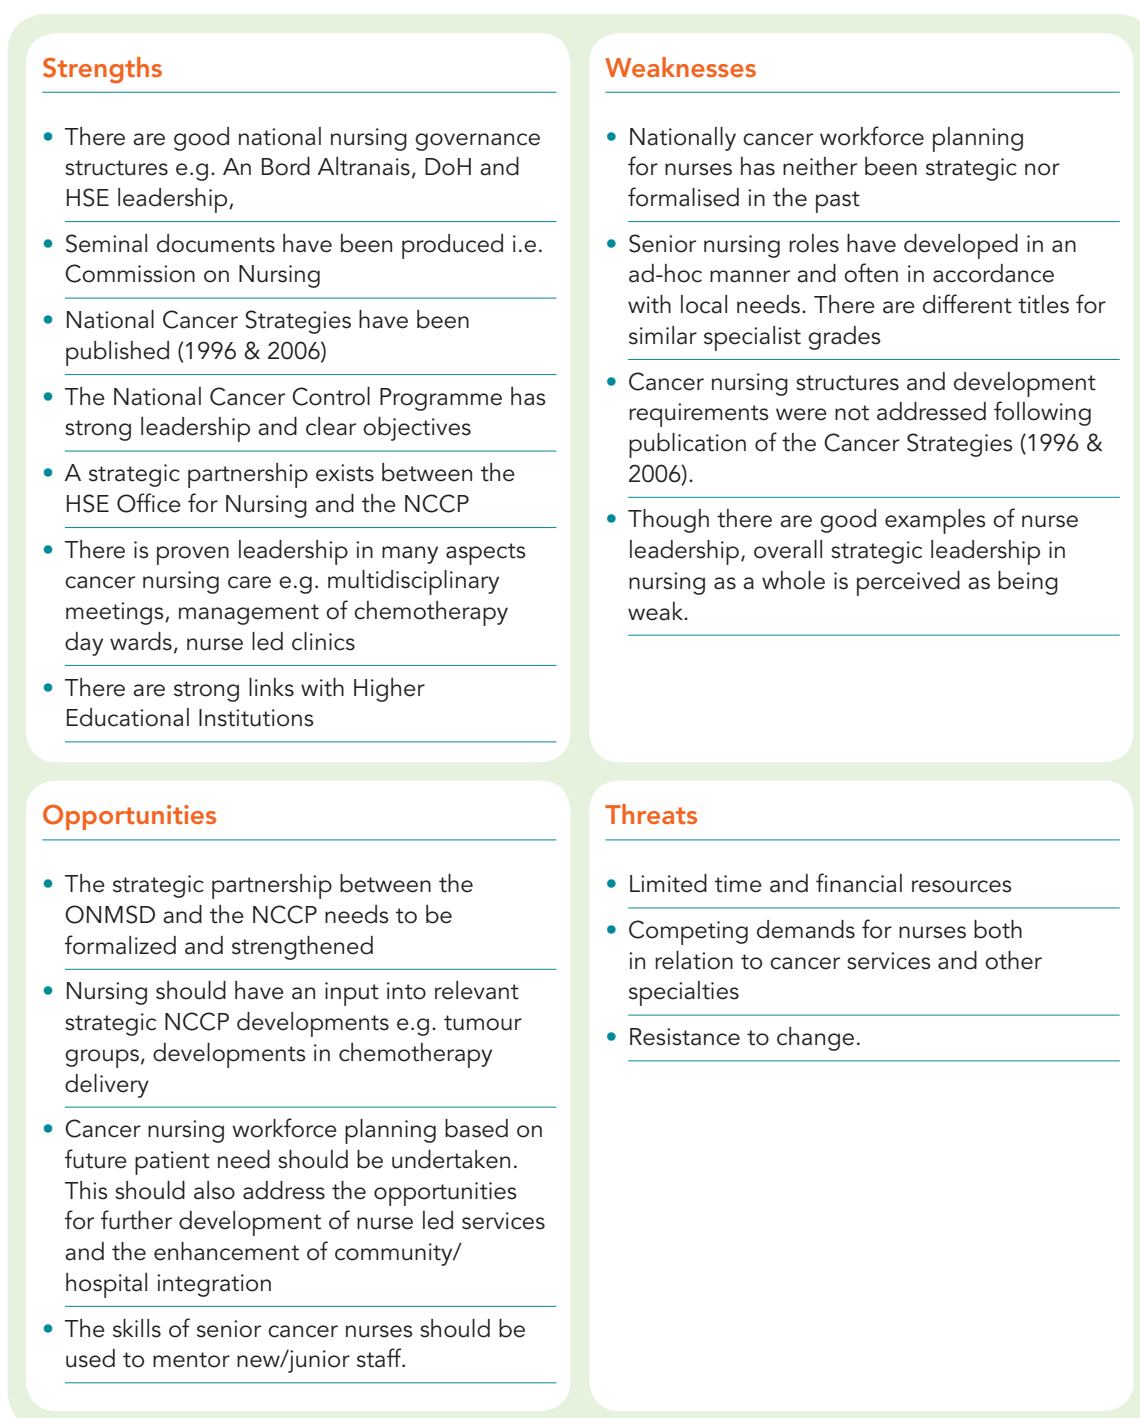 Strengths
• There are good national nursing governance
structures e.g. An Bord Altranais, DoH and
HSE leadership,
• Seminal documents have been produced i.e.
Commission on Nursing
• National Cancer Strategies have been
published (1996 & 2006)
• The National Cancer Control Programme has
strong leadership and clear objectives
• A strategic partnership exists between the
HSE Office for Nursing and the NCCP
• There is proven leadership in many aspects
cancer nursing care e.g. multidisciplinary
meetings, management of chemotherapy
day wards, nurse led clinics
• There are strong links with Higher
Educational Institutions
Weaknesses
• Nationally cancer workforce planning
for nurses has neither been strategic nor
formalised in the past
• Senior nursing roles have developed in an
ad-hoc manner and often in accordance
with local needs. There are different titles for
similar specialist grades
• Cancer nursing structures and development
requirements were not addressed following
publication of the Cancer Strategies (1996 &
2006).
• Though there are good examples of nurse
leadership, overall strategic leadership in
nursing as a whole is perceived as being
weak.
Opportunities
• The strategic partnership between the
ONMSD and the NCCP needs to be
formalized and strengthened
• Nursing should have an input into relevant
strategic NCCP developments e.g. tumour
groups, developments in chemotherapy
delivery
• Cancer nursing workforce planning based on
future patient need should be undertaken.
This should also address the opportunities
for further development of nurse led services
and the enhancement of community/
hospital integration
• The skills of senior cancer nurses should be
used to mentor new/junior staff.
Threats
• Limited time and financial resources
• Competing demands for nurses both
in relation to cancer services and other
specialties
• Resistance to change.